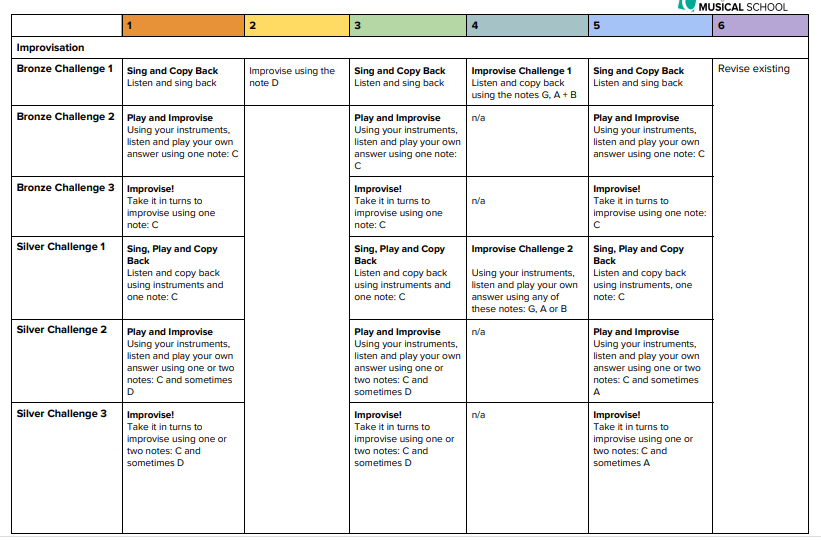 MUSICAL SCHOOL
1 2 3 4 5 6
Improvisation
Bronze Challenge 1
Sing and Copy Back
Listen and sing back
Improvise using the
note D
Sing and Copy Back
Listen and sing back
Improvise Challenge 1
Listen and copy back
using the notes G, A + B
Sing and Copy Back
Listen and sing back
Revise existing
Bronze Challenge 2
Play and Improvise
Using your instruments,
listen and play your own
answer using one note: C
Play and Improvise
Using your instruments,
listen and play your own
answer using one note:
C
n/a
Play and Improvise
Using your instruments,
listen and play your own
answer using one note: C
Bronze Challenge 3
Improvise!
Take it in turns to
improvise using one
note: C
Improvise!
Take it in turns to
improvise using one
note: C
n/a
Improvise!
Take it in turns to
improvise using one note:
C
Silver Challenge 1
Sing, Play and Copy
Back
Listen and copy back
using instruments and
one note: C
Sing, Play and Copy
Back
Listen and copy back
using instruments and
one note: C
Improvise Challenge 2
Using your instruments,
listen and play your own
answer using any of
these notes: G, A or B
Sing, Play and Copy
Back
Listen and copy back
using instruments, one
note: C
Silver Challenge 2
Play and Improvise
Using your instruments,
listen and play your own
answer using one or two
notes: C and sometimes
D
Play and Improvise
Using your instruments,
listen and play your own
answer using one or
two notes: C and
sometimes D
n/a
Play and Improvise
Using your instruments,
listen and play your own
answer using one or two
notes: C and sometimes
A
Silver Challenge 3
Improvise!
Take it in turns to
improvise using one or
two notes: C and
sometimes D
Improvise!
Take it in turns to
improvise using one or
two notes: C and
sometimes D
n/a
Improvise!
Take it in turns to
improvise using one or
two notes: C and
sometimes A